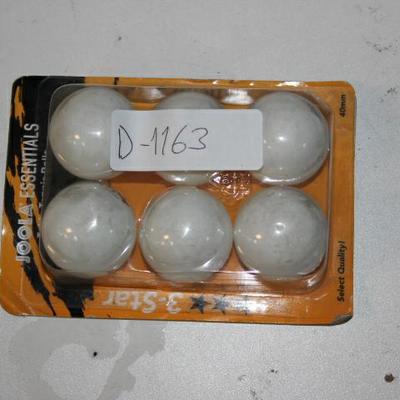 JOOLA ESSENTIALS
D-1163
40mm
Select Quality!
3-Star